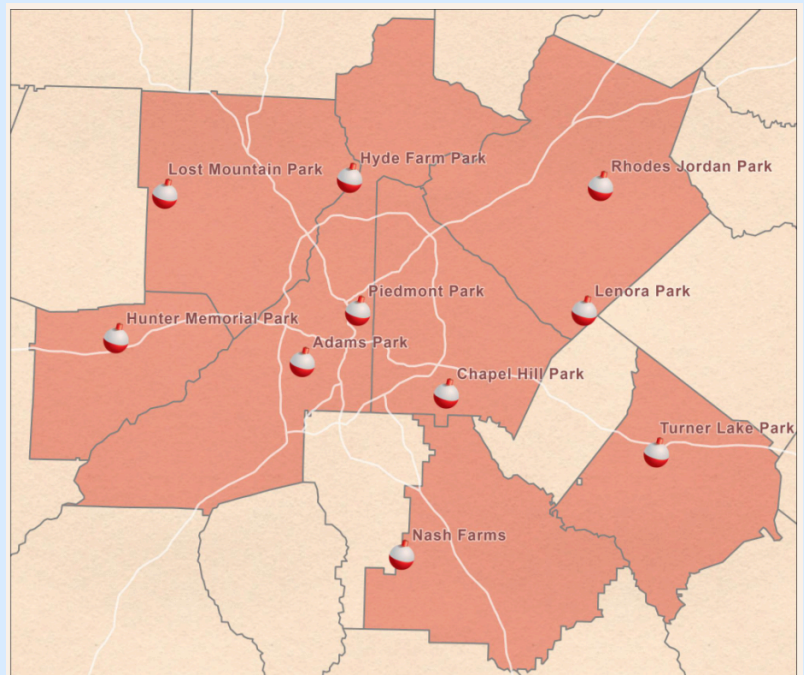 Hyde Farm Park
Lost Mountain Park
Rhodes Jordan Park
Piedmont Park
Lenora Park
Hunter Memorial Park
Adams Park
Chapel Hill Park
Turner Lake Park
Nash Farms